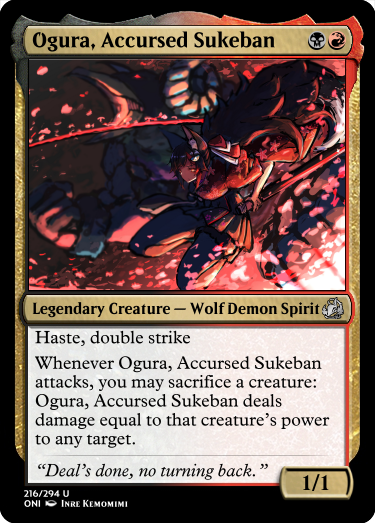 Ogura, Accursed Sukeban
Legendary Creature — Wolf Demon Spirit
Haste, double strike
Whenever Ogura, Accursed Sukeban
attacks, you may sacrifice a creature:
Ogura, Accursed Sukeban deals
damage equal to that creature's power
to any target.
“Deal's done, no turning back.”
1/1
216/294 U
ONI Inre Kemomimi